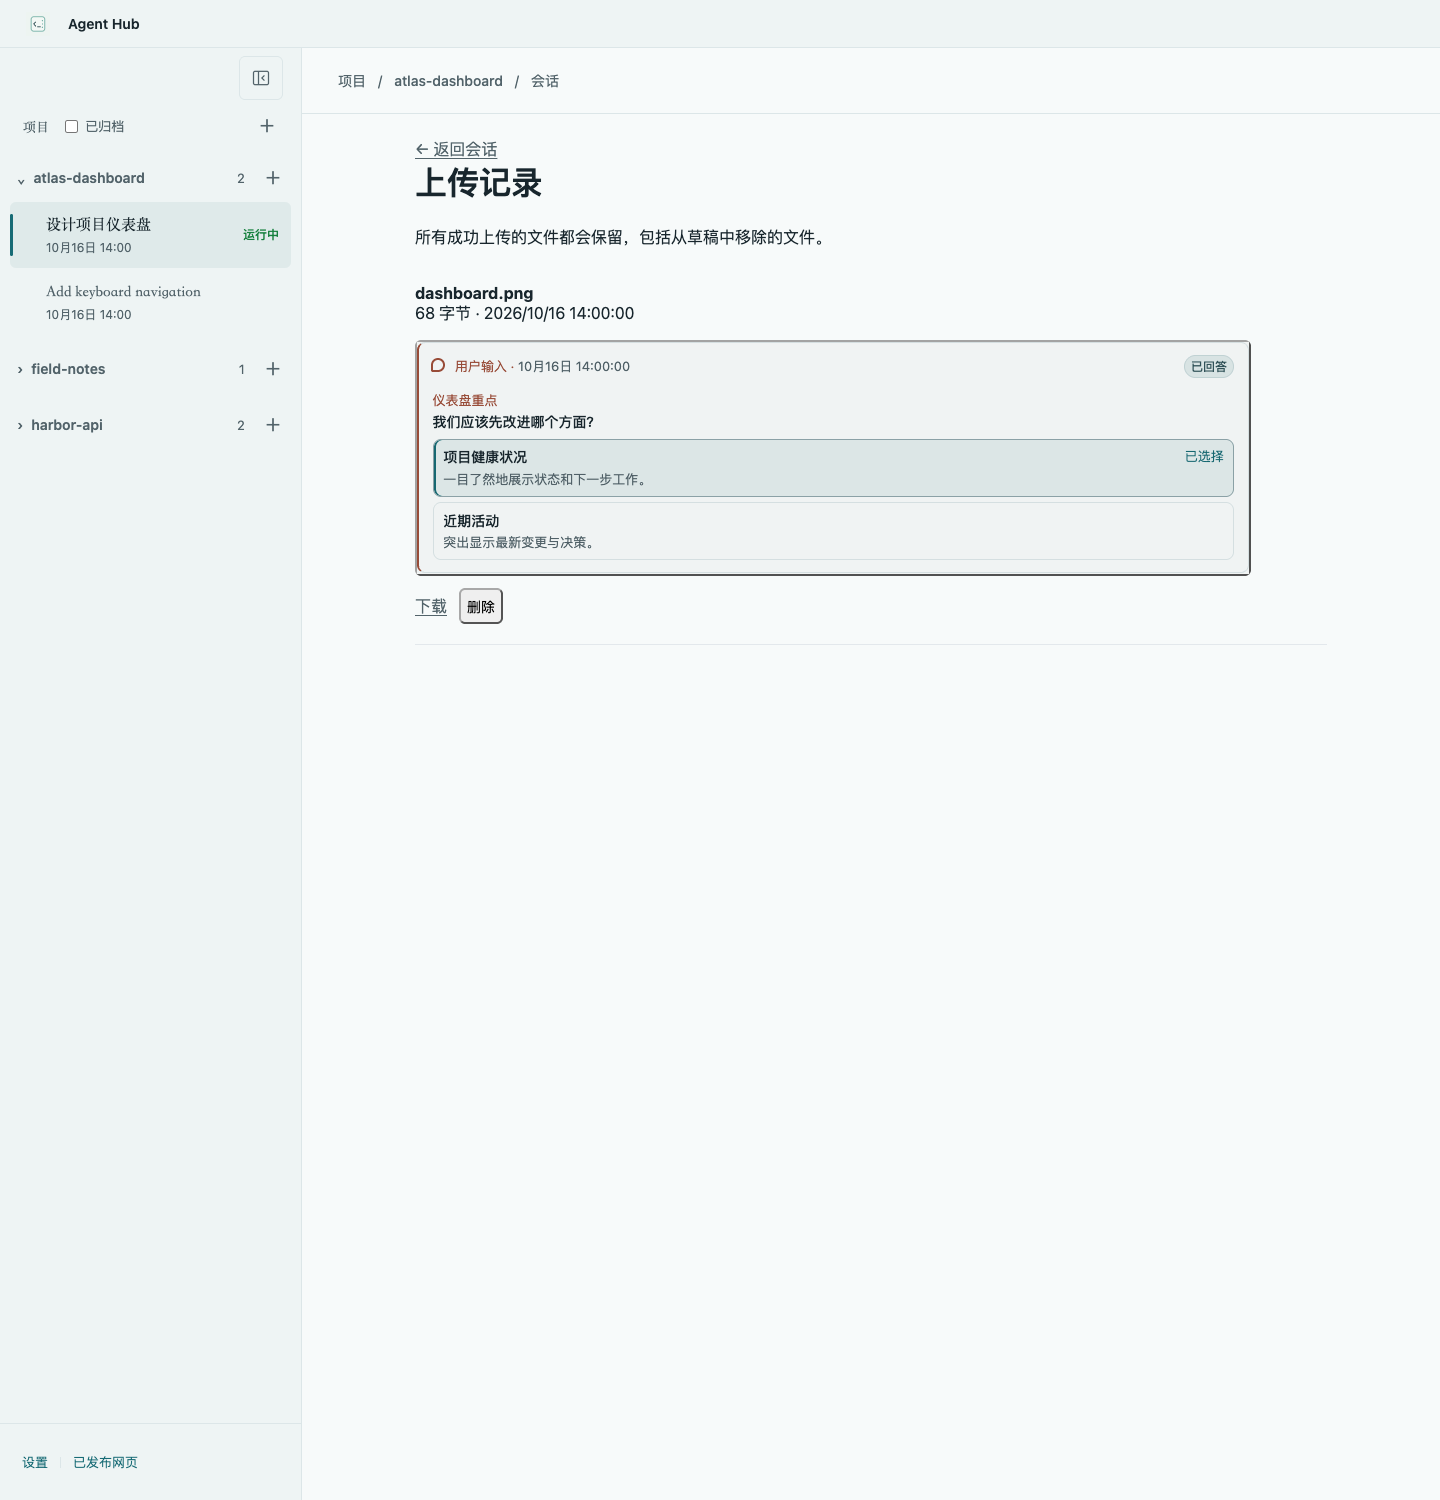 Agent Hub
项目 已归档
atlas-dashboard 2
设计项目仪表盘
10月16日 14:00
运行中
Add keyboard navigation
10月16日 14:00
field-notes 1
harbor-api 2
设置 已发布网页
项目 / atlas-dashboard / 会话
← 返回会话
上传记录
所有成功上传的文件都会保留，包括从草稿中移除的文件。
dashboard.png
68 字节 · 2026/10/16 14:00:00
用户输入 · 10月16日 14:00:00 已回答
仪表盘重点
我们应该先改进哪个方面？
项目健康状况 已选择
一目了然地展示状态和下一步工作。
近期活动
突出显示最新变更与决策。
下载 删除